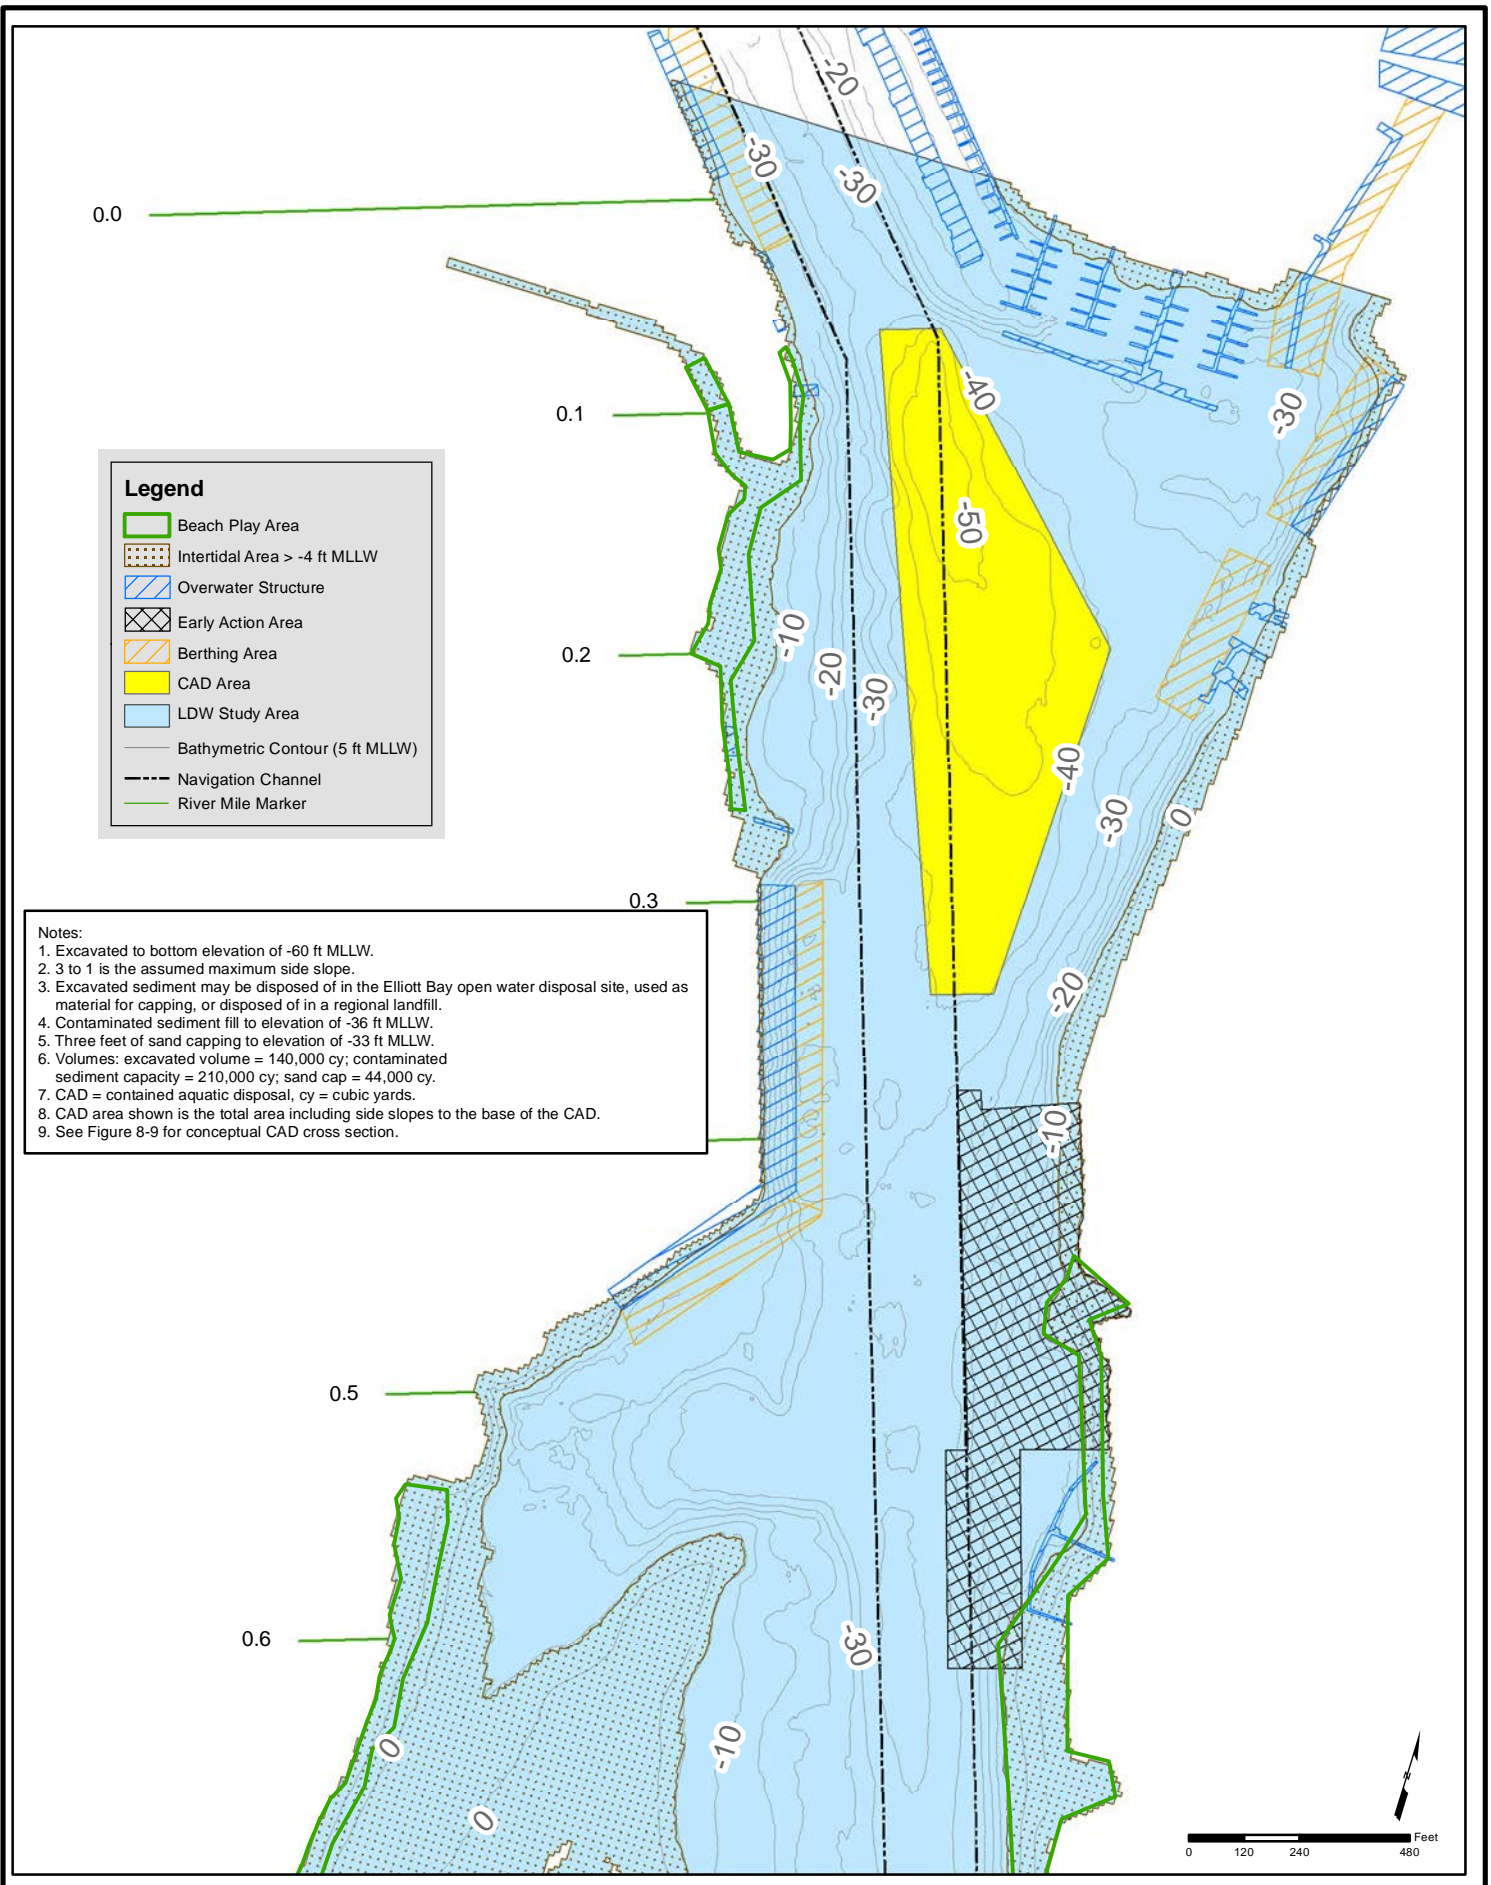 -20
-30
-30
0.0
0.1
-40
-30
Legend
Beach Play Area
Intertidal Area > -4 ft MLLW
Overwater Structure
Early Action Area
Berthing Area
CAD Area
LDW Study Area
Bathymetric Contour (5 ft MLLW)
Navigation Channel
River Mile Marker
-50
-10
0.2
-20
-30
-40
-30
0
0.3
Notes:
1. Excavated to bottom elevation of -60 ft MLLW.
2. 3 to 1 is the assumed maximum side slope.
3. Excavated sediment may be disposed of in the Elliott Bay open water disposal site, used as
material for capping, or disposed of in a regional landfill.
4. Contaminated sediment fill to elevation of -36 ft MLLW.
5. Three feet of sand capping to elevation of -33 ft MLLW.
6. Volumes: excavated volume = 140,000 cy; contaminated
sediment capacity = 210,000 cy; sand cap = 44,000 cy.
7. CAD = contained aquatic disposal, cy = cubic yards.
8. CAD area shown is the total area including side slopes to the base of the CAD.
9. See Figure 8-9 for conceptual CAD cross section.
-20
-10
0.5
0.6
-30
-10
0
0
N
Feet
0 120 240 480